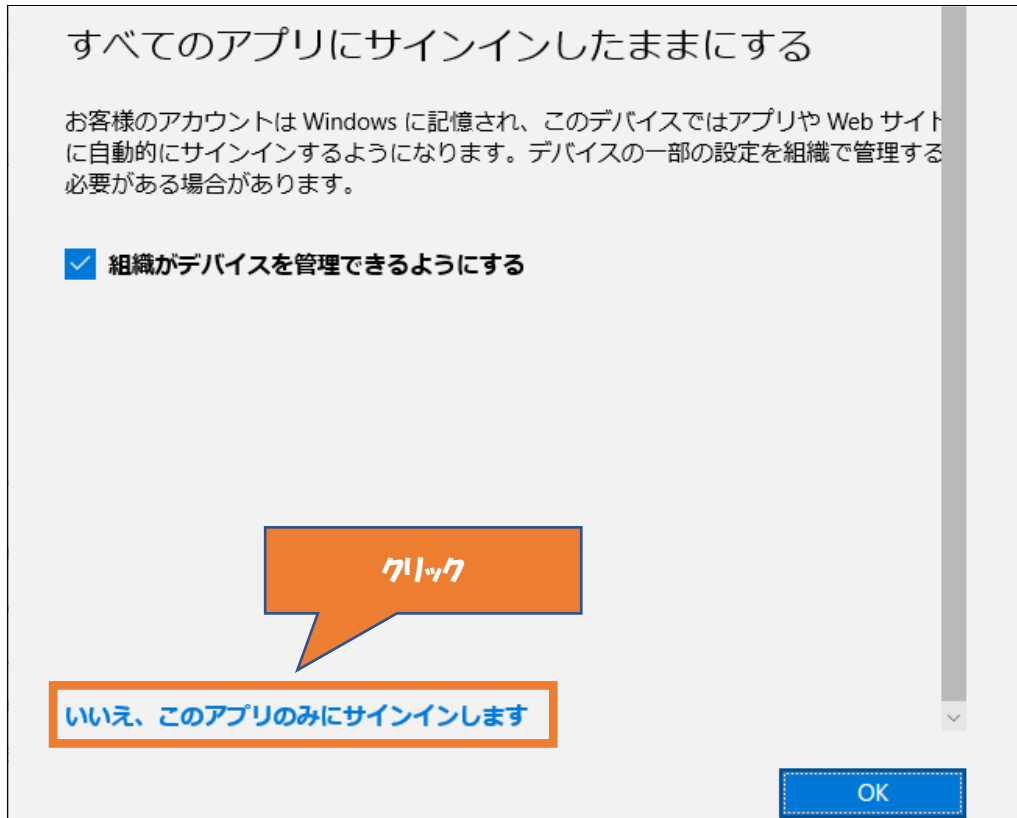 すべてのアプリにサインインしたままにする
お客様のアカウントは Windows に記憶され、このデバイスではアプリや Web サイト
に自動的にサインインするようになります。デバイスの一部の設定を組織で管理する
必要がある場合があります。
組織がデバイスを管理できるようにする
クリック
いいえ、このアプリのみにサインインします
OK